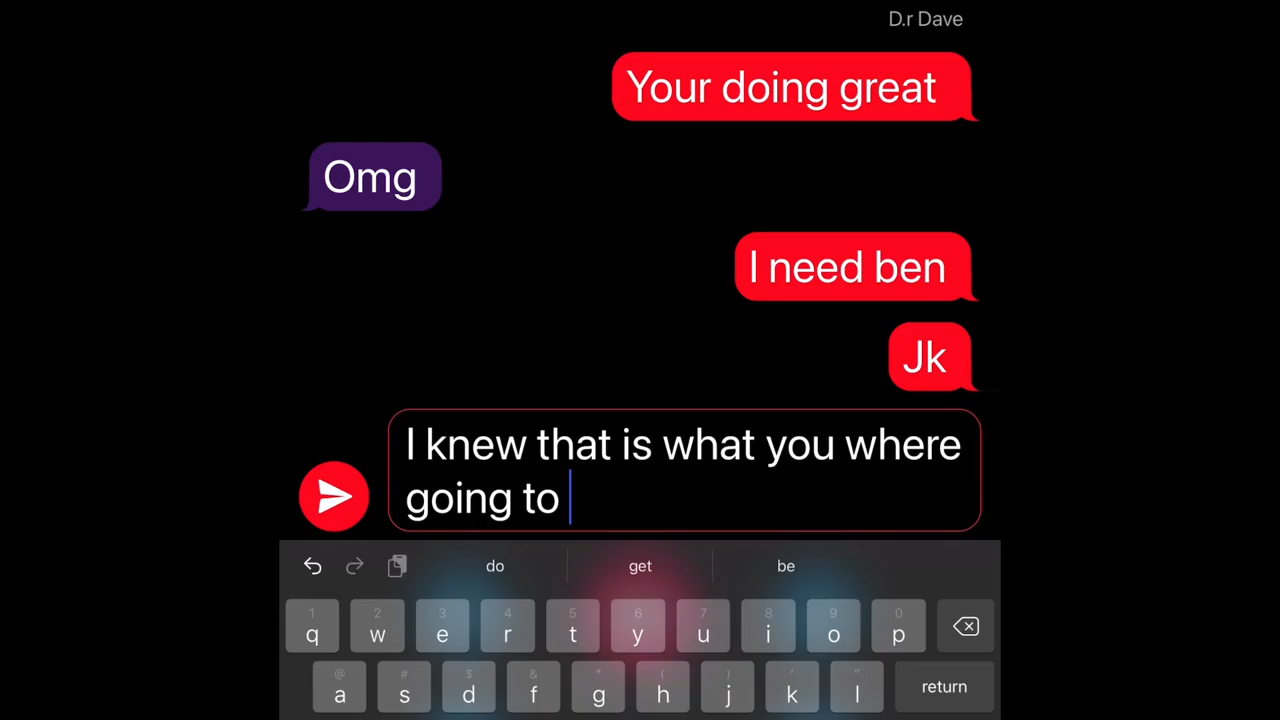 D.r Dave
Your doing great
Omg
I need ben
Jk
I knew that is what you where
going to
do get be
1 2 3 4 5 6 7 8 9 0
q w e r t y u i o p
@ # $ & * ( ) ' "
a s d f g h j k l return